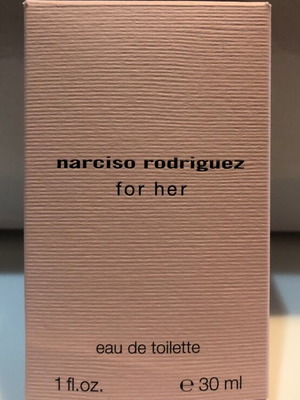 narciso rodriguez
for her
eau de toilette
1 fl.oz. ℮ 30 ml